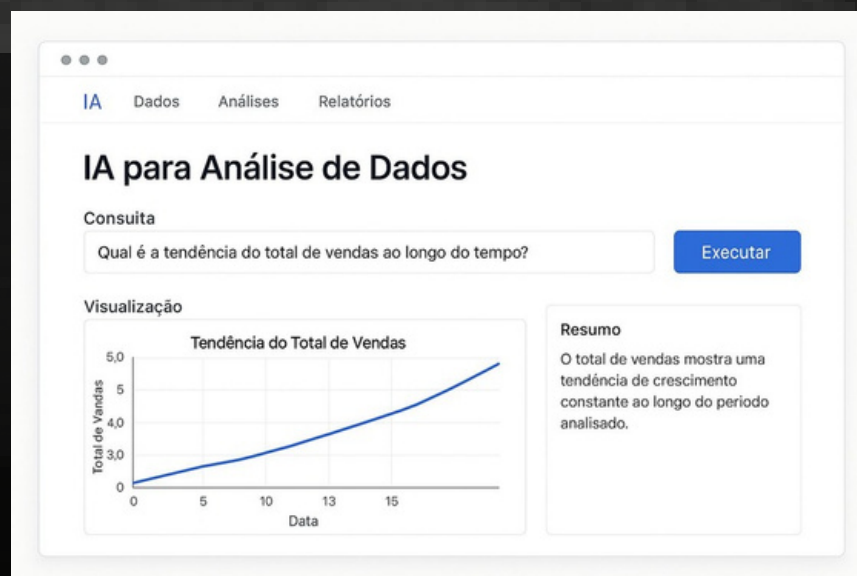 IA Dados Análises Relatórios
IA para Análise de Dados
Consuita
Qual é a tendência do total de vendas ao longo do tempo?
Executar
Visualização
Tendência do Total de Vendas
Total de Vandas
5,0
5
4,0
3,0
0
0 5 10 13 15
Data
Resumo
O total de vendas mostra uma
tendéncia de crescimento
constante ao longo do periodo
analisado.